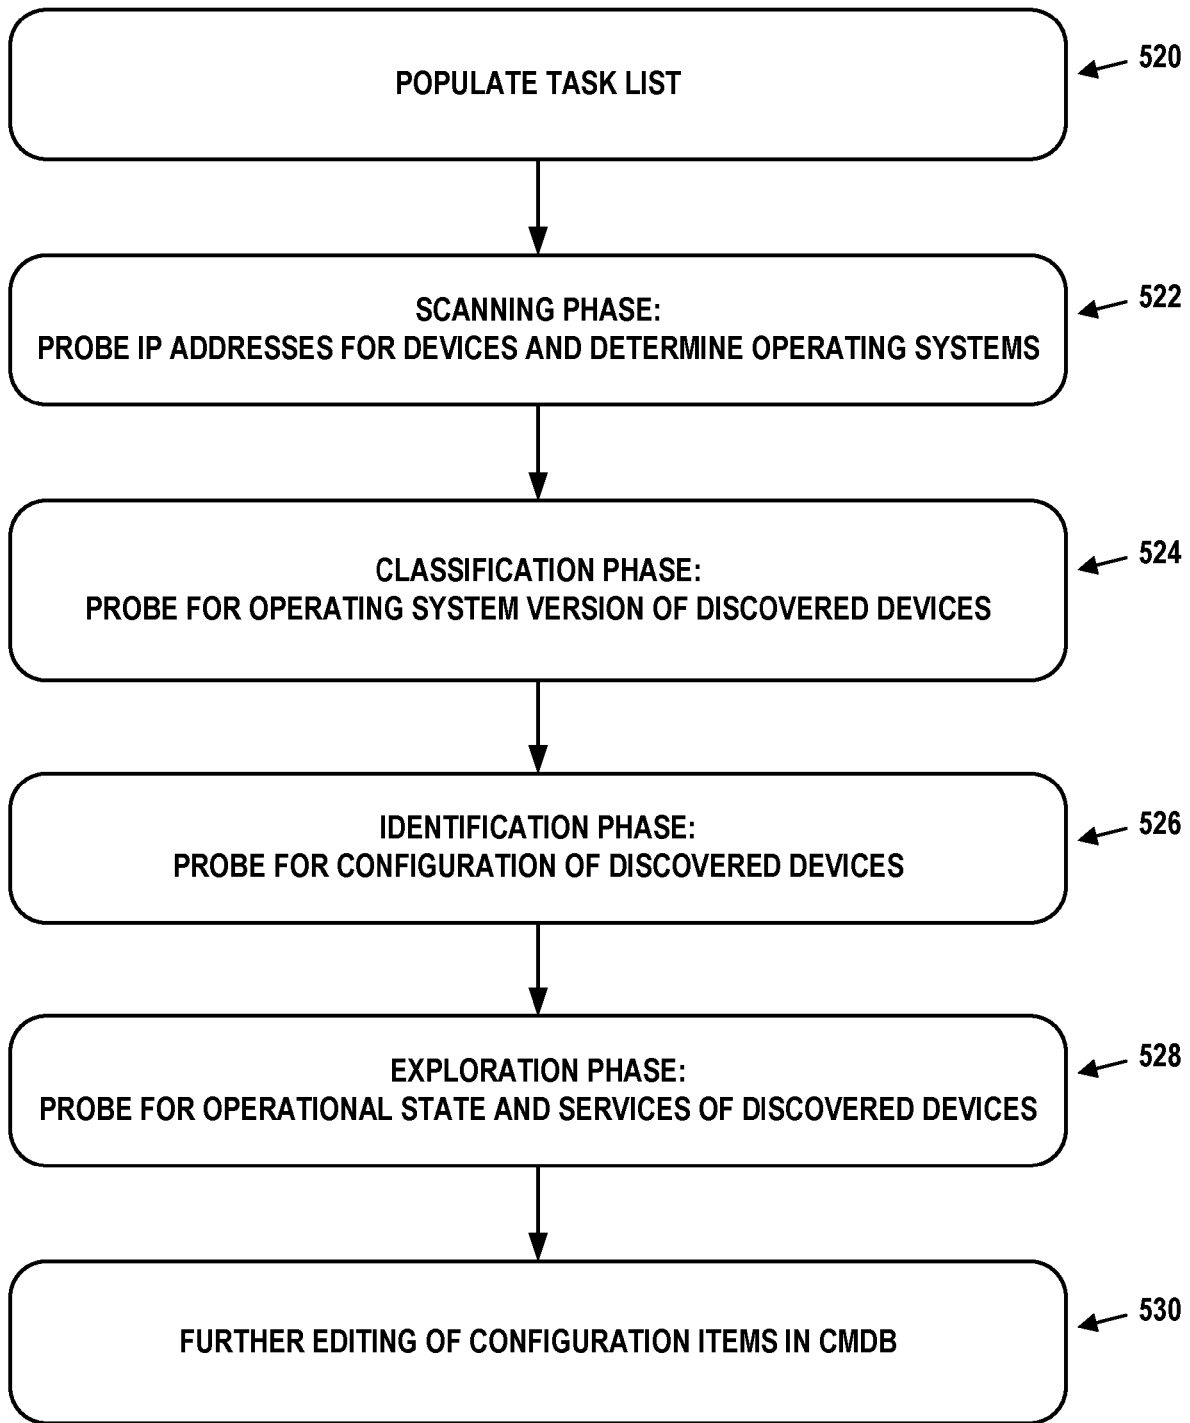 POPULATE TASK LIST
520
SCANNING PHASE:
PROBE IP ADDRESSES FOR DEVICES AND DETERMINE OPERATING SYSTEMS
522
CLASSIFICATION PHASE:
PROBE FOR OPERATING SYSTEM VERSION OF DISCOVERED DEVICES
524
IDENTIFICATION PHASE:
PROBE FOR CONFIGURATION OF DISCOVERED DEVICES
526
EXPLORATION PHASE:
PROBE FOR OPERATIONAL STATE AND SERVICES OF DISCOVERED DEVICES
528
FURTHER EDITING OF CONFIGURATION ITEMS IN CMDB
530